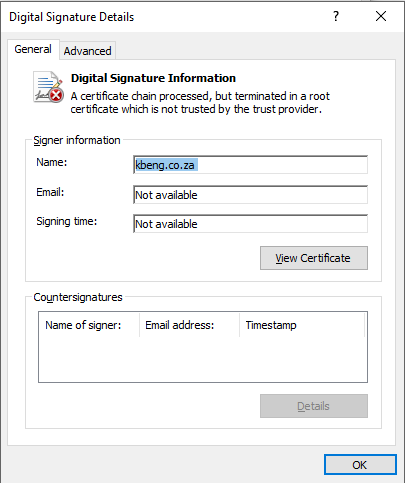 Digital Signature Details
?
General
Advanced
Digital Signature Information
A certificate chain processed, but terminated in a root
certificate which is not trusted by the trust provider.
Signer information
Name:
kbeng.co.za
Email:
Not available
Signing time:
Not available
View Certificate
Countersignatures
Name of signer: Email address: Timestamp
Details
OK